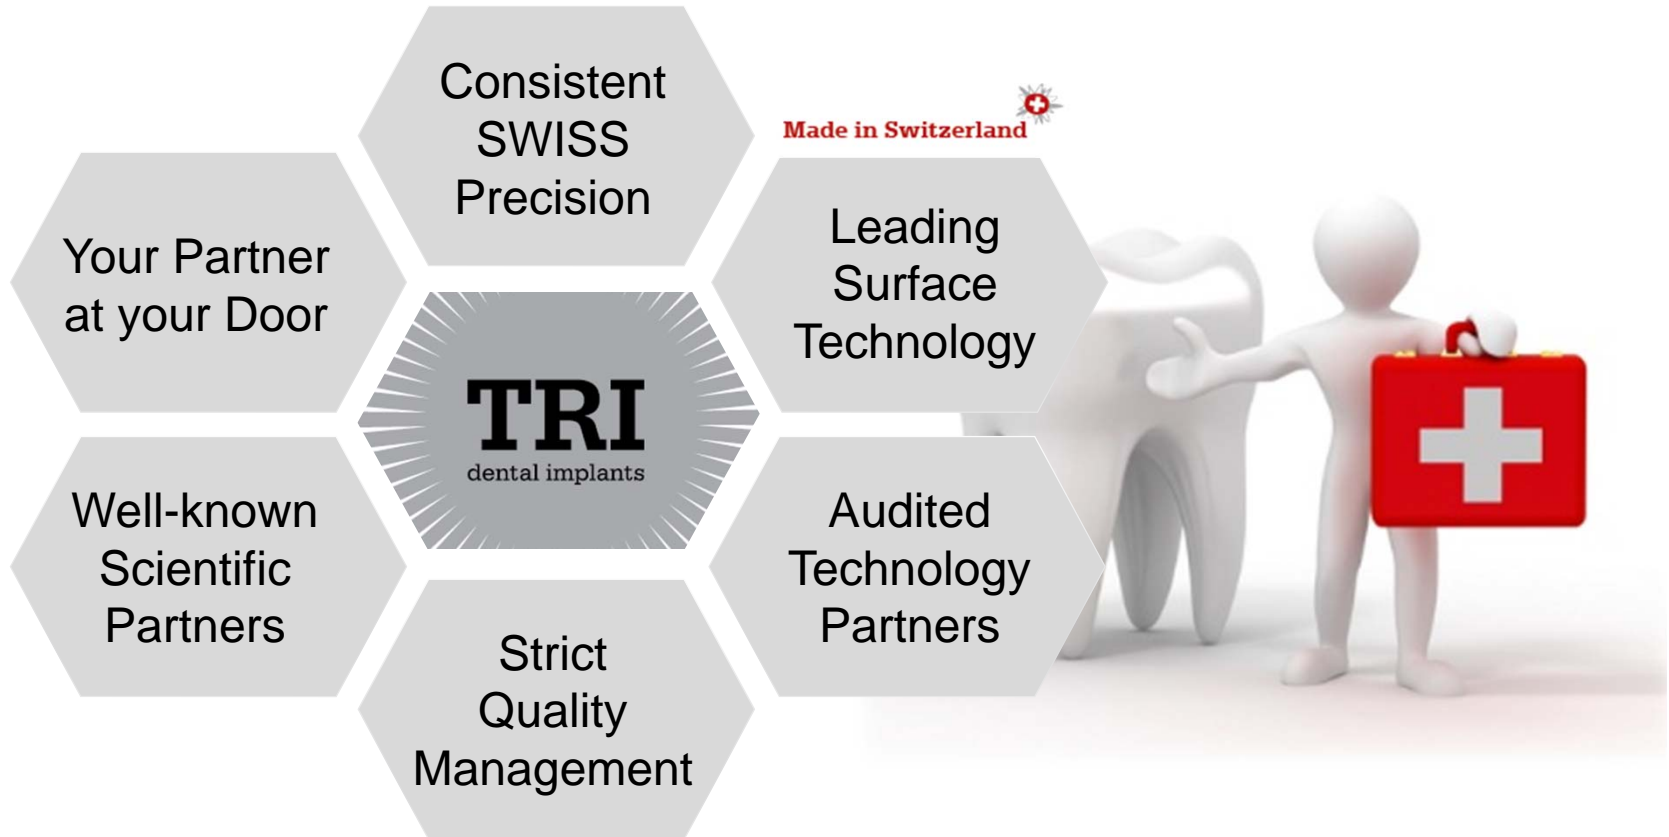 Consistent
SWISS
Precision
Made in Switzerland
Your Partner
at your Door
Leading
Surface
Technology
TRI
dental implants
Well-known
Scientific
Partners
Audited
Technology
Partners
Strict
Quality
Management